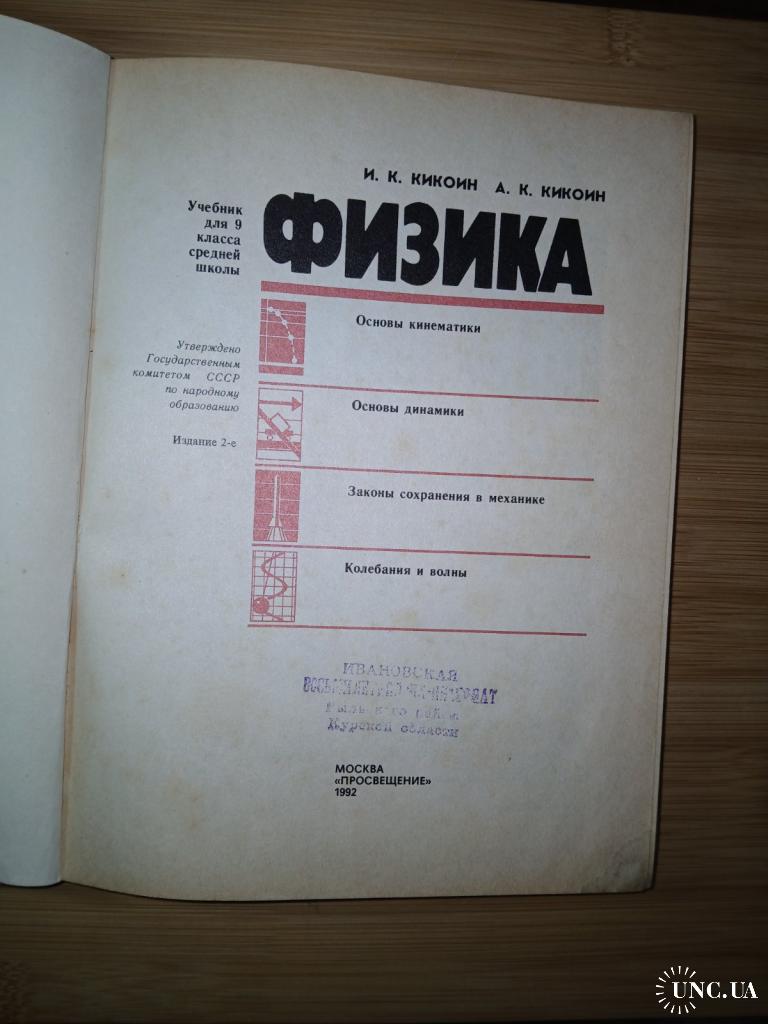 И. К. КИКОИН А. К. КИКОИН
Учебник
для 9
класса
средней
школы
ФИЗИКА
Утверждено
Государственным
комитетом СССР
по народному
образованию
Издание 2-е
Основы кинематики
Основы динамики
Законы сохранения в механике
Колебания и волны
ИВАНОВСКАЯ
Курской области
МОСКВА
«ПРОСВЕЩЕНИЕ»
1992
UNC.UA